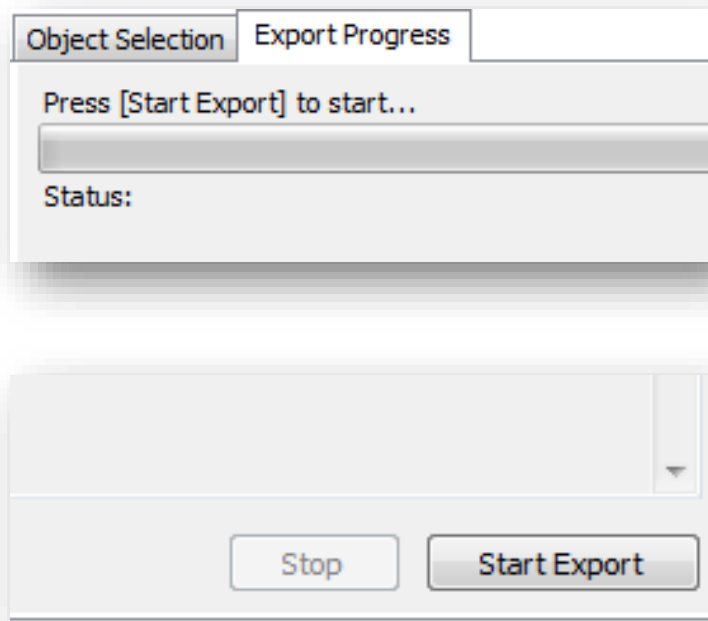 Object Selection Export Progress
Press [Start Export] to start...
Status:
Stop Start Export